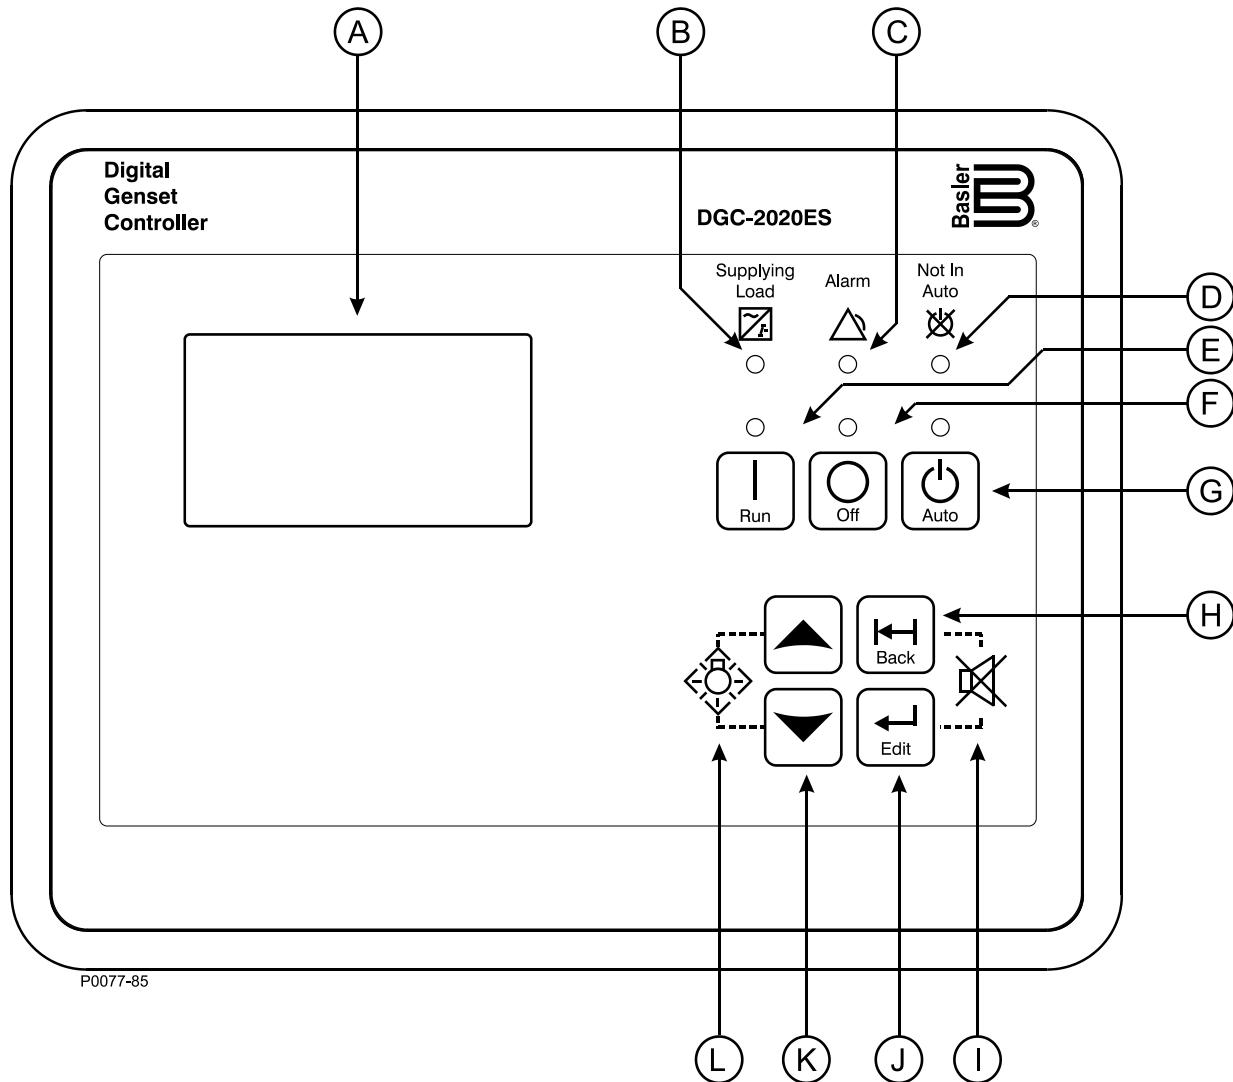 A
B
C
Digital
Genset
Controller
DGC-2020ES
Basler
B
®
Supplying
Load
Alarm
Not In
Auto
D
E
F
G
Run
Off
Auto
H
Back
Edit
P0077-85
L
K
J
I